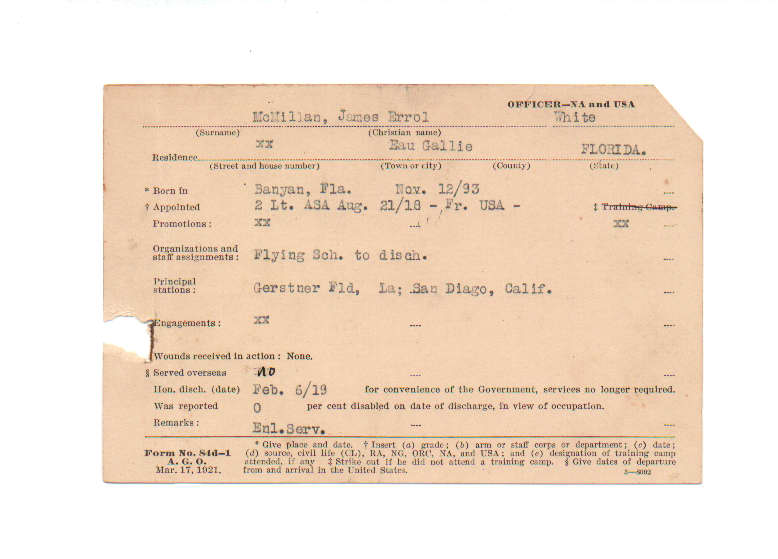 OFFICER—NA and USA
McMillan, James Errol White
(Surname) (Christian name)
xx Eau Gallie FLORIDA.
Residence
(Street and house number) (Town or city) (County) (State)
* Born in Banyan, Fla. Nov. 12/93
† Appointed 2 Lt. ASA Aug. 21/18 - Fr. USA - ‡ Training Camp.
Promotions: xx xx
Organizations and
staff assignments: Flying Sch. to disch.
Principal
stations: Gerstner Fld, La; San Diago, Calif.
Engagements: xx
Wounds received in action: None.
§ Served overseas NO
Hon. disch. (date) Feb. 6/19 for convenience of the Government, services no longer required.
Was reported 0 per cent disabled on date of discharge, in view of occupation.
Remarks: Enl.Serv.
Form No. 84d—1
A. G. O.
Mar. 17, 1921.
* Give place and date. † Insert (a) grade; (b) arm or staff corps or department; (c) date;
(d) source, civil life (CL), RA, NG, ORC, NA, and USA; and (e) designation of training camp
attended, if any ‡ Strike out if he did not attend a training camp. § Give dates of departure
from and arrival in the United States. 3—8092